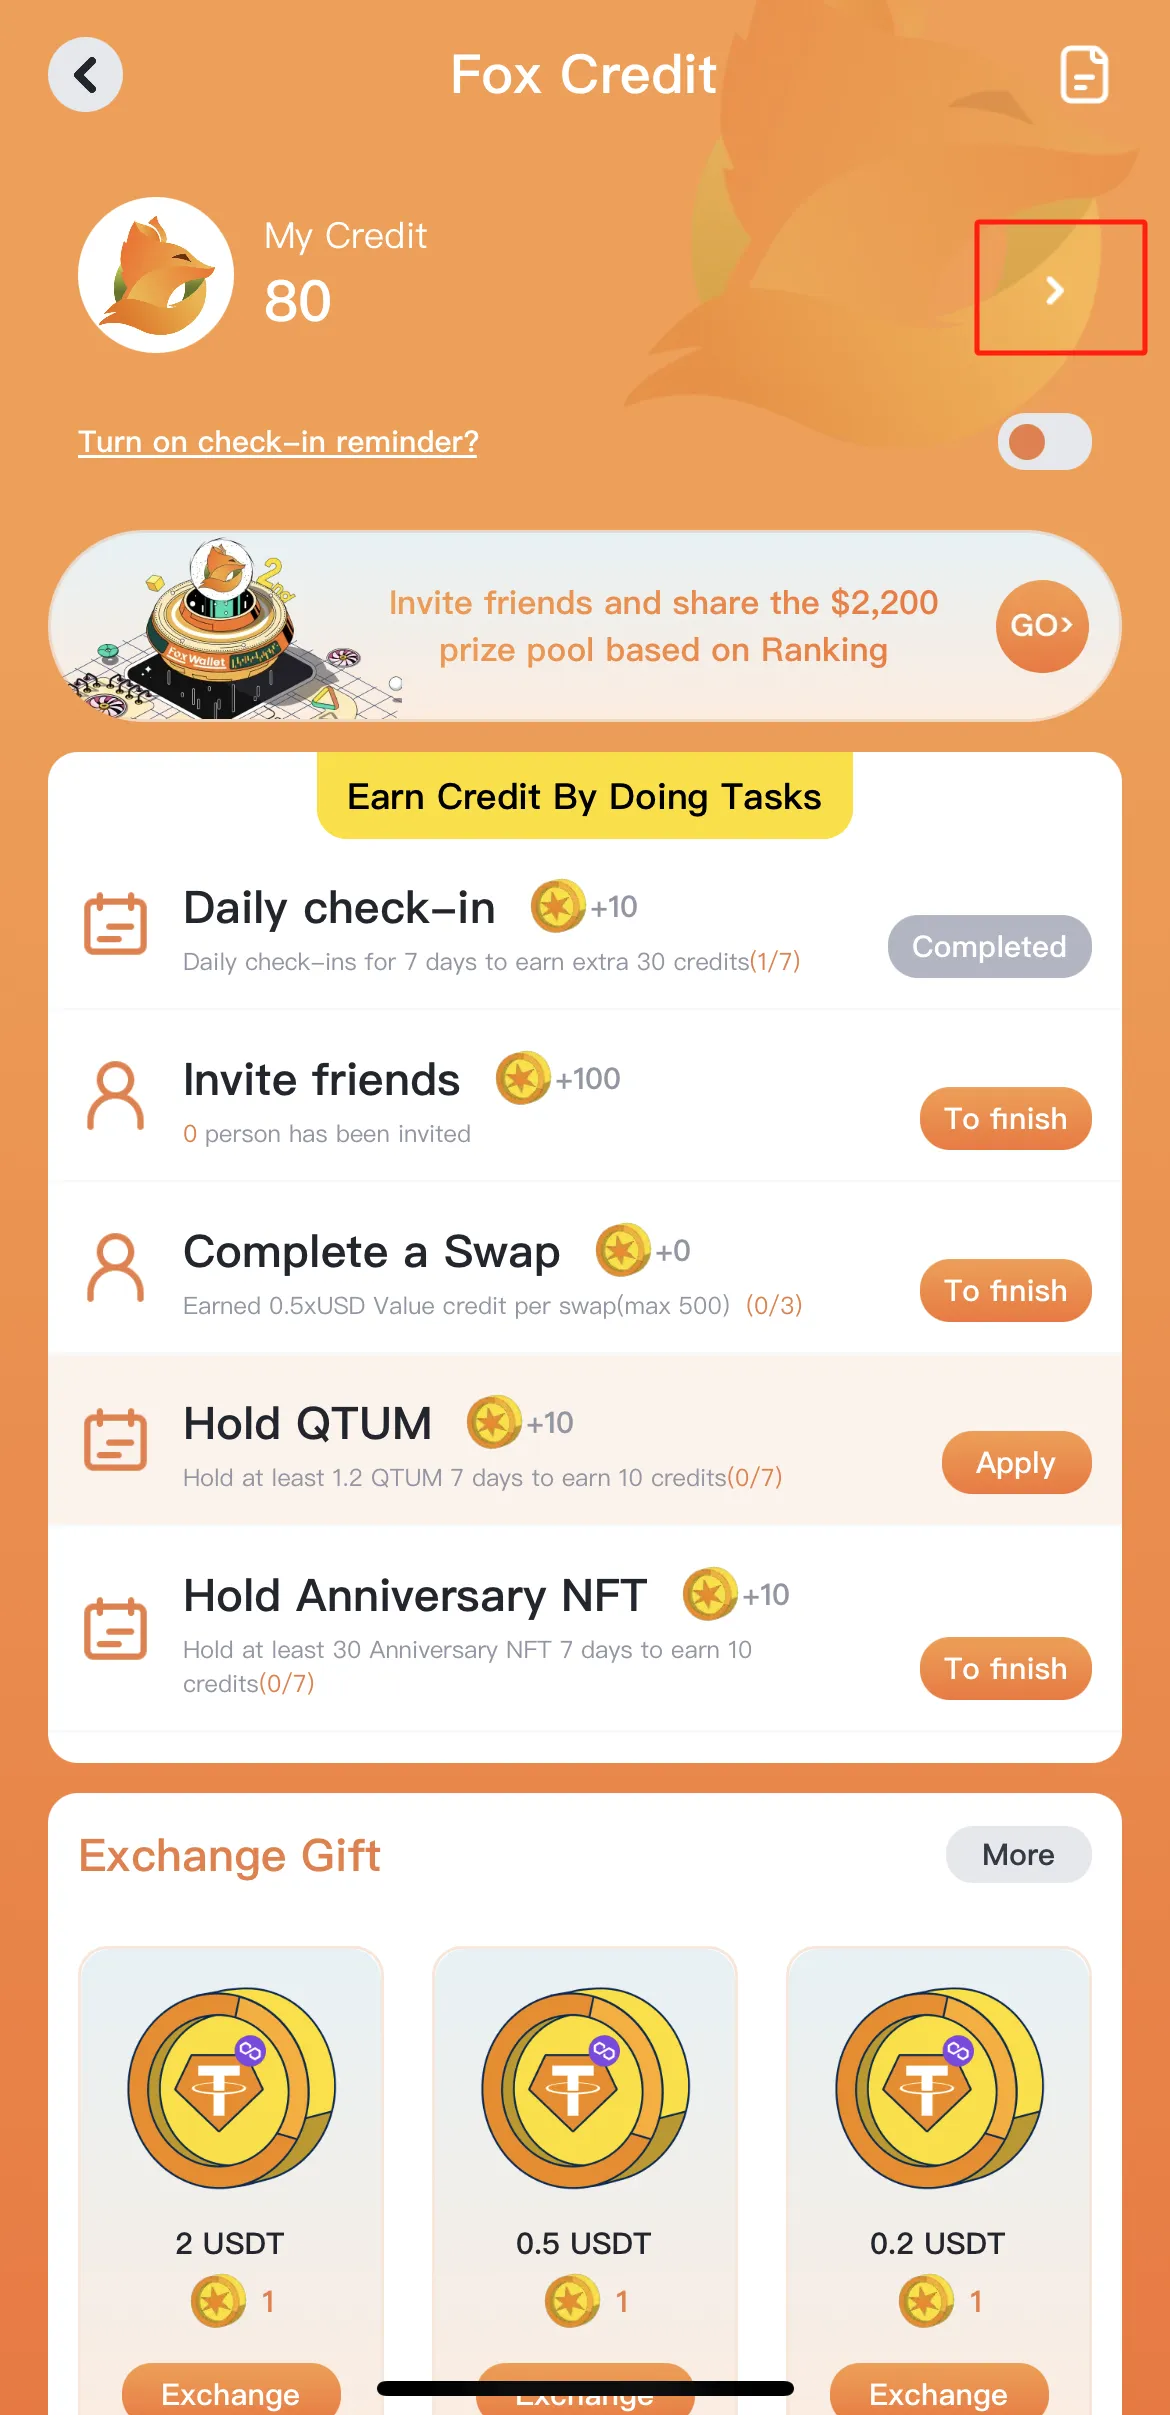 Fox Credit
My Credit
80
Turn on check-in reminder?
2nd
FoxWallet
Invite friends and share the $2,200
prize pool based on Ranking
GO>
Earn Credit By Doing Tasks
Daily check-in +10
Daily check-ins for 7 days to earn extra 30 credits(1/7)
Completed
Invite friends +100
0 person has been invited
To finish
Complete a Swap +0
Earned 0.5xUSD Value credit per swap(max 500) (0/3)
To finish
Hold QTUM +10
Hold at least 1.2 QTUM 7 days to earn 10 credits(0/7)
Apply
Hold Anniversary NFT +10
Hold at least 30 Anniversary NFT 7 days to earn 10
credits(0/7)
To finish
Exchange Gift
More
2 USDT
0.5 USDT
0.2 USDT
1
1
1
Exchange
Exchange
Exchange